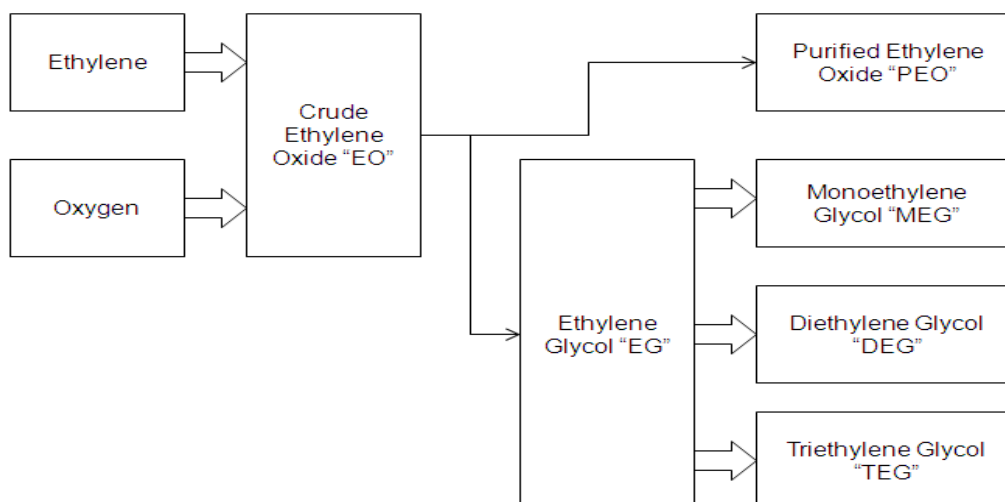 Ethylene
Oxygen
Crude
Ethylene
Oxide “EO”
Purified Ethylene
Oxide “PEO”
Ethylene
Glycol “EG”
Monoethylene
Glycol “MEG”
Diethylene Glycol
“DEG”
Triethylene Glycol
“TEG”